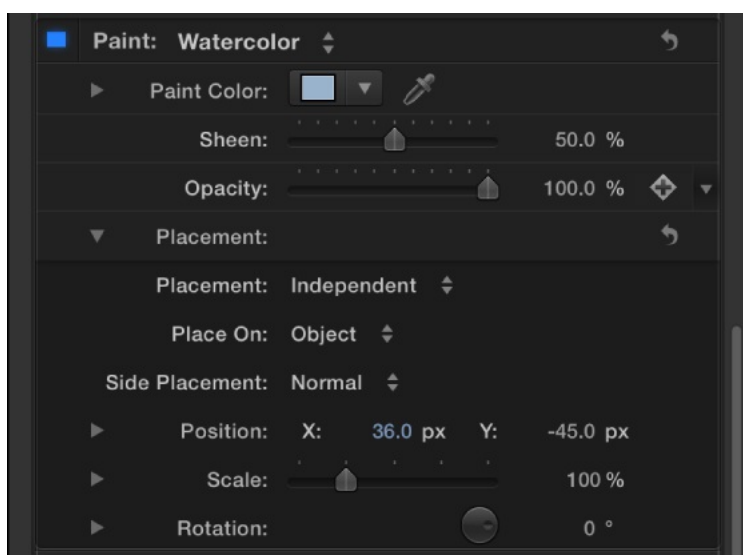 Paint: Watercolor
Paint Color:
Sheen: 50.0 %
Opacity: 100.0 %
Placement:
Placement: Independent
Place On: Object
Side Placement: Normal
Position: X: 36.0 px Y: -45.0 px
Scale: 100 %
Rotation: 0 °